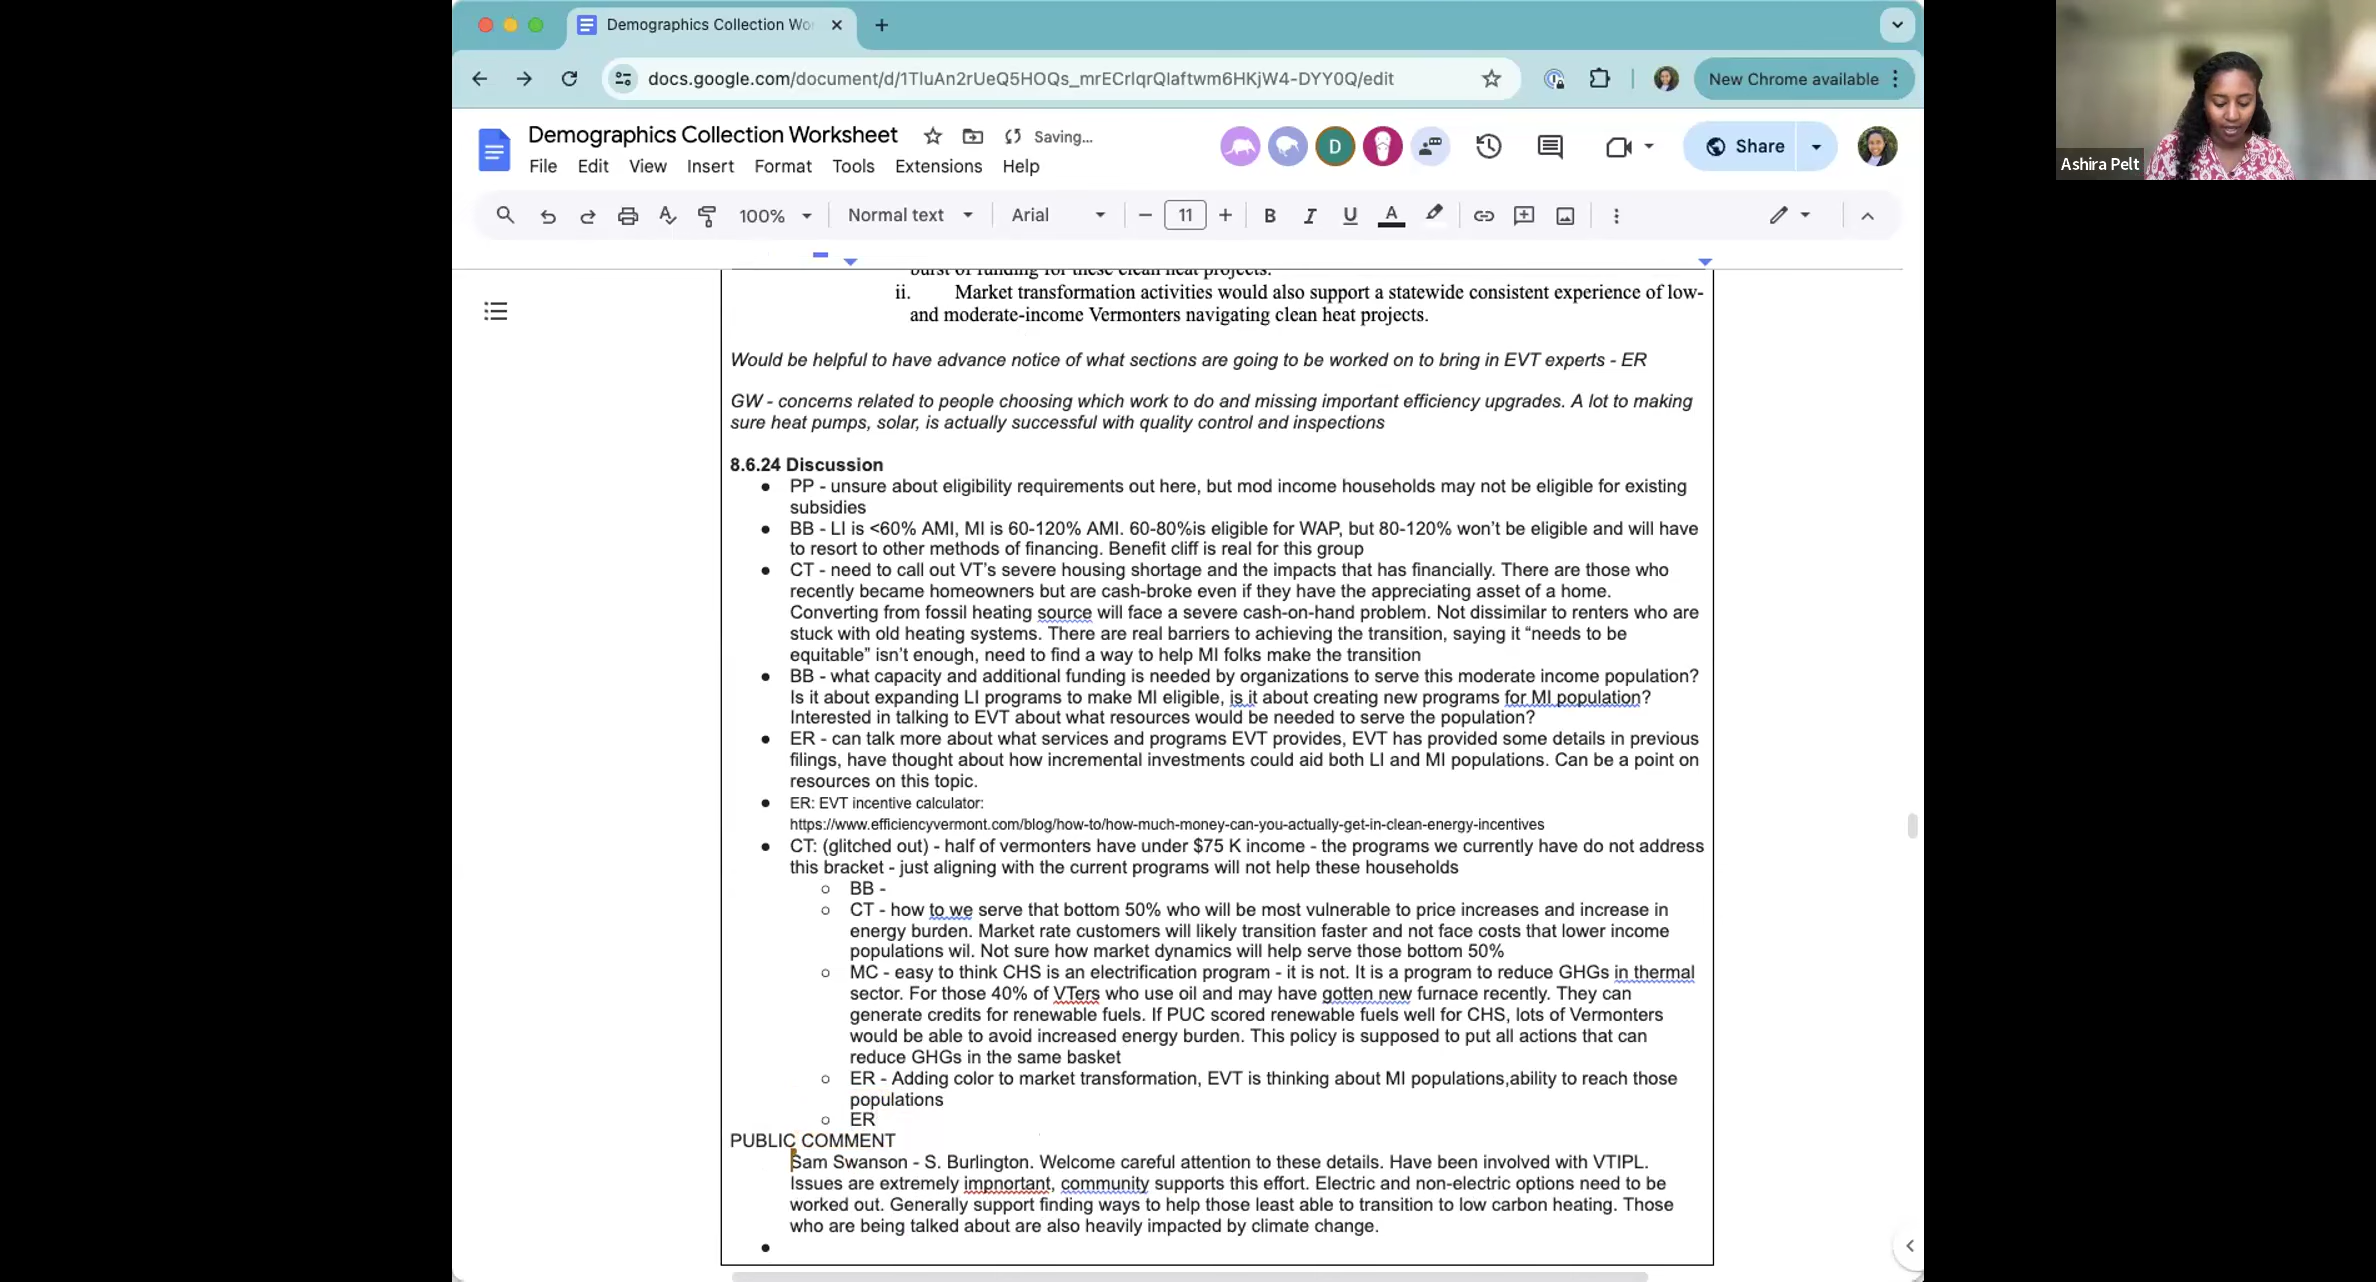 Demographics Collection Wo
docs.google.com/document/d/1TluAn2rUeQ5HOQs_mrECrlqrQlaftwm6HKjW4-DYY0Q/edit
New Chrome available
Demographics Collection Worksheet
Saving...
D
Share
File Edit View Insert Format Tools Extensions Help
100% Normal text Arial 11 B I U A
Ashira Pelt
burst of funding for these clean heat projects.
ii. Market transformation activities would also support a statewide consistent experience of low-
and moderate-income Vermonters navigating clean heat projects.
Would be helpful to have advance notice of what sections are going to be worked on to bring in EVT experts - ER
GW - concerns related to people choosing which work to do and missing important efficiency upgrades. A lot to making
sure heat pumps, solar, is actually successful with quality control and inspections
8.6.24 Discussion
● PP - unsure about eligibility requirements out here, but mod income households may not be eligible for existing
subsidies
● BB - LI is <60% AMI, MI is 60-120% AMI. 60-80%is eligible for WAP, but 80-120% won't be eligible and will have
to resort to other methods of financing. Benefit cliff is real for this group
● CT - need to call out VT's severe housing shortage and the impacts that has financially. There are those who
recently became homeowners but are cash-broke even if they have the appreciating asset of a home.
Converting from fossil heating source will face a severe cash-on-hand problem. Not dissimilar to renters who are
stuck with old heating systems. There are real barriers to achieving the transition, saying it “needs to be
equitable” isn't enough, need to find a way to help MI folks make the transition
● BB - what capacity and additional funding is needed by organizations to serve this moderate income population?
Is it about expanding LI programs to make MI eligible, is it about creating new programs for MI population?
Interested in talking to EVT about what resources would be needed to serve the population?
● ER - can talk more about what services and programs EVT provides, EVT has provided some details in previous
filings, have thought about how incremental investments could aid both LI and MI populations. Can be a point on
resources on this topic.
● ER: EVT incentive calculator:
https://www.efficiencyvermont.com/blog/how-to/how-much-money-can-you-actually-get-in-clean-energy-incentives
● CT: (glitched out) - half of vermonters have under $75 K income - the programs we currently have do not address
this bracket - just aligning with the current programs will not help these households
○ BB -
○ CT - how to we serve that bottom 50% who will be most vulnerable to price increases and increase in
energy burden. Market rate customers will likely transition faster and not face costs that lower income
populations wil. Not sure how market dynamics will help serve those bottom 50%
○ MC - easy to think CHS is an electrification program - it is not. It is a program to reduce GHGs in thermal
sector. For those 40% of VTers who use oil and may have gotten new furnace recently. They can
generate credits for renewable fuels. If PUC scored renewable fuels well for CHS, lots of Vermonters
would be able to avoid increased energy burden. This policy is supposed to put all actions that can
reduce GHGs in the same basket
○ ER - Adding color to market transformation, EVT is thinking about MI populations,ability to reach those
populations
○ ER
PUBLIC COMMENT
Sam Swanson - S. Burlington. Welcome careful attention to these details. Have been involved with VTIPL.
Issues are extremely impnortant, community supports this effort. Electric and non-electric options need to be
worked out. Generally support finding ways to help those least able to transition to low carbon heating. Those
who are being talked about are also heavily impacted by climate change.
●